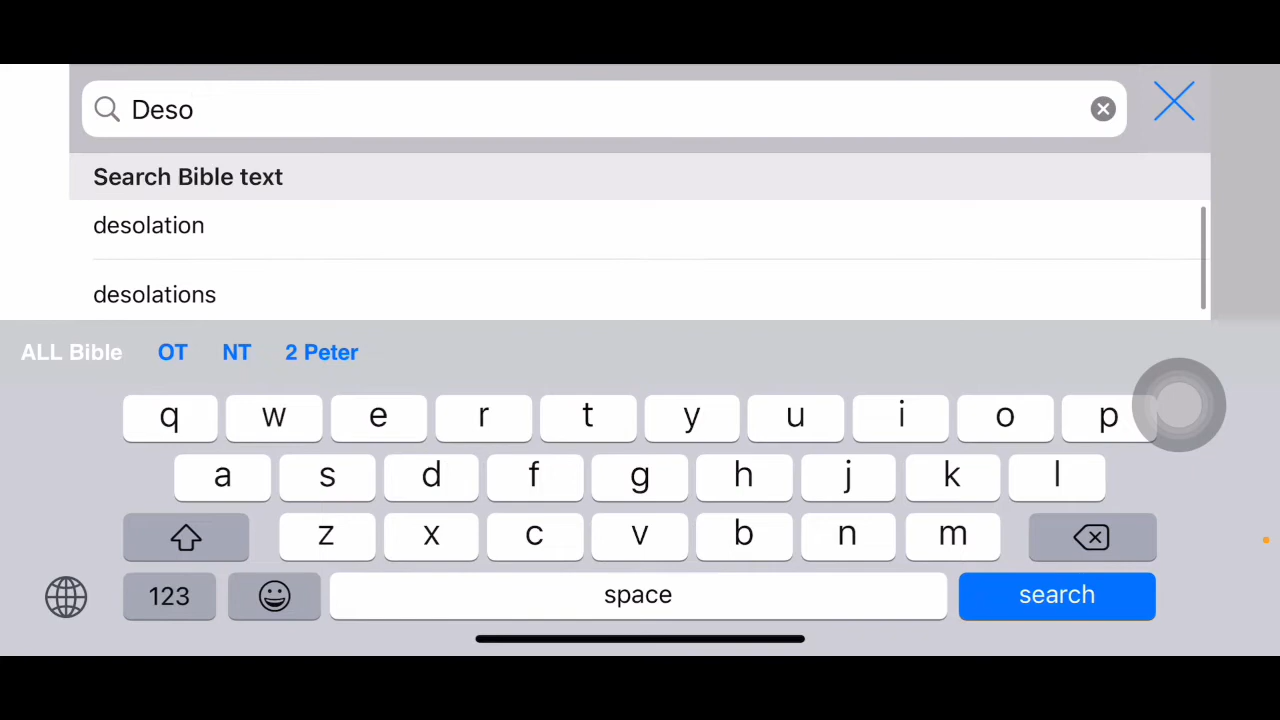 Deso
Search Bible text
desolation
desolations
ALL Bible OT NT 2 Peter
q w e r t y u i o p
a s d f g h j k l
z x c v b n m
123 space search